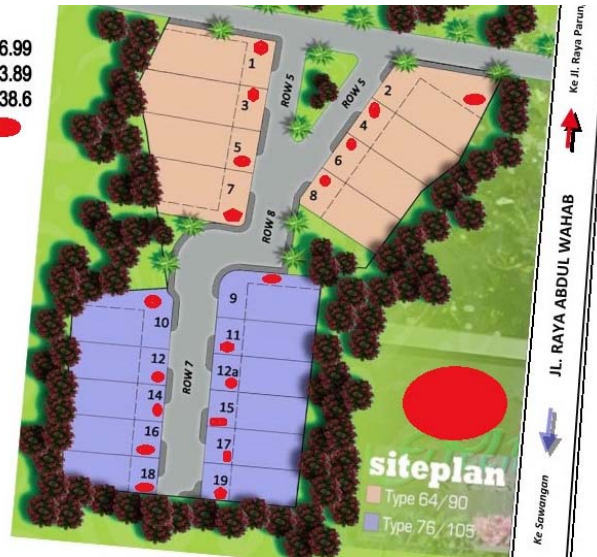 6.99
3.89
38.6
1
3
5
7
ROW 5
ROW 5
2
4
6
8
ROW 8
9
10
11
12
12a
14
15
16
17
18
19
ROW 7
siteplan
Type 64/90
Type 76/105
Ke Jl. Raya Parung
JL. RAYA ABDUL WAHAB
Ke Sawangan